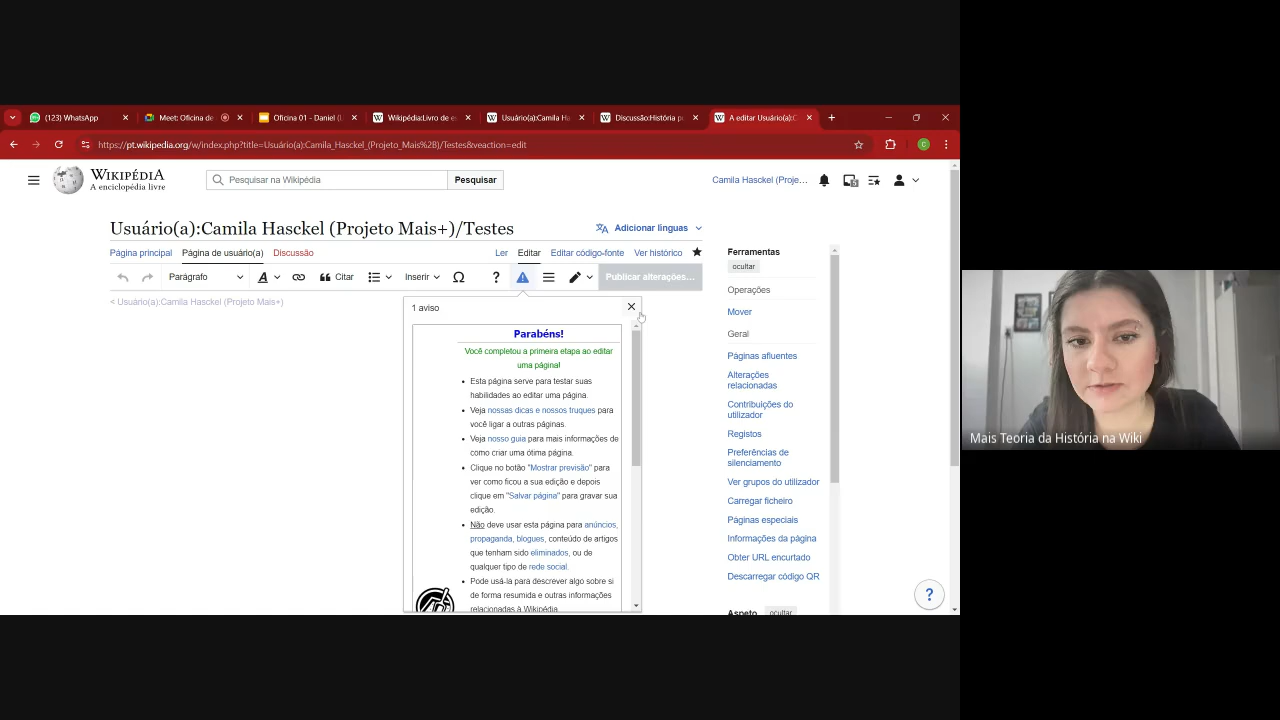 (123) WhatsApp
Meet: Oficina de
Oficina 01 - Daniel (
Wikipédia:Livro de es
Usuário(a):Camila Ha
Discussão:História p
A editar Usuário(a):C
https://pt.wikipedia.org/w/index.php?title=Usuário(a):Camila_Hasckel_(Projeto_Mais%2B)/Testes&veaction=edit
C
WIKIPÉDIA
A enciclopédia livre
Pesquisar na Wikipédia
Pesquisar
Camila Hasckel (Proje…
Usuário(a):Camila Hasckel (Projeto Mais+)/Testes
Adicionar línguas
Página principal
Página de usuário(a)
Discussão
Ler
Editar
Editar código-fonte
Ver histórico
Parágrafo
A
Citar
Inserir
Ω
?
Publicar alterações…
< Usuário(a):Camila Hasckel (Projeto Mais+)
1 aviso
Parabéns!
Você completou a primeira etapa ao editar
uma página!
Esta página serve para testar suas
habilidades ao editar uma página.
Veja nossas dicas e nossos truques para
você ligar a outras páginas.
Veja nosso guia para mais informações de
como criar uma ótima página.
Clique no botão "Mostrar previsão" para
ver como ficou a sua edição e depois
clique em "Salvar página" para gravar sua
edição.
Não deve usar esta página para anúncios,
propaganda, blogues, conteúdo de artigos
que tenham sido eliminados, ou de
qualquer tipo de rede social.
Pode usá-la para descrever algo sobre si
de forma resumida e outras informações
relacionadas à Wikipédia.
Ferramentas
ocultar
Operações
Mover
Geral
Páginas afluentes
Alterações
relacionadas
Contribuições do
utilizador
Registos
Preferências de
silenciamento
Ver grupos do utilizador
Carregar ficheiro
Páginas especiais
Informações da página
Obter URL encurtado
Descarregar código QR
Aspeto
ocultar
?
Mais Teoria da História na Wiki